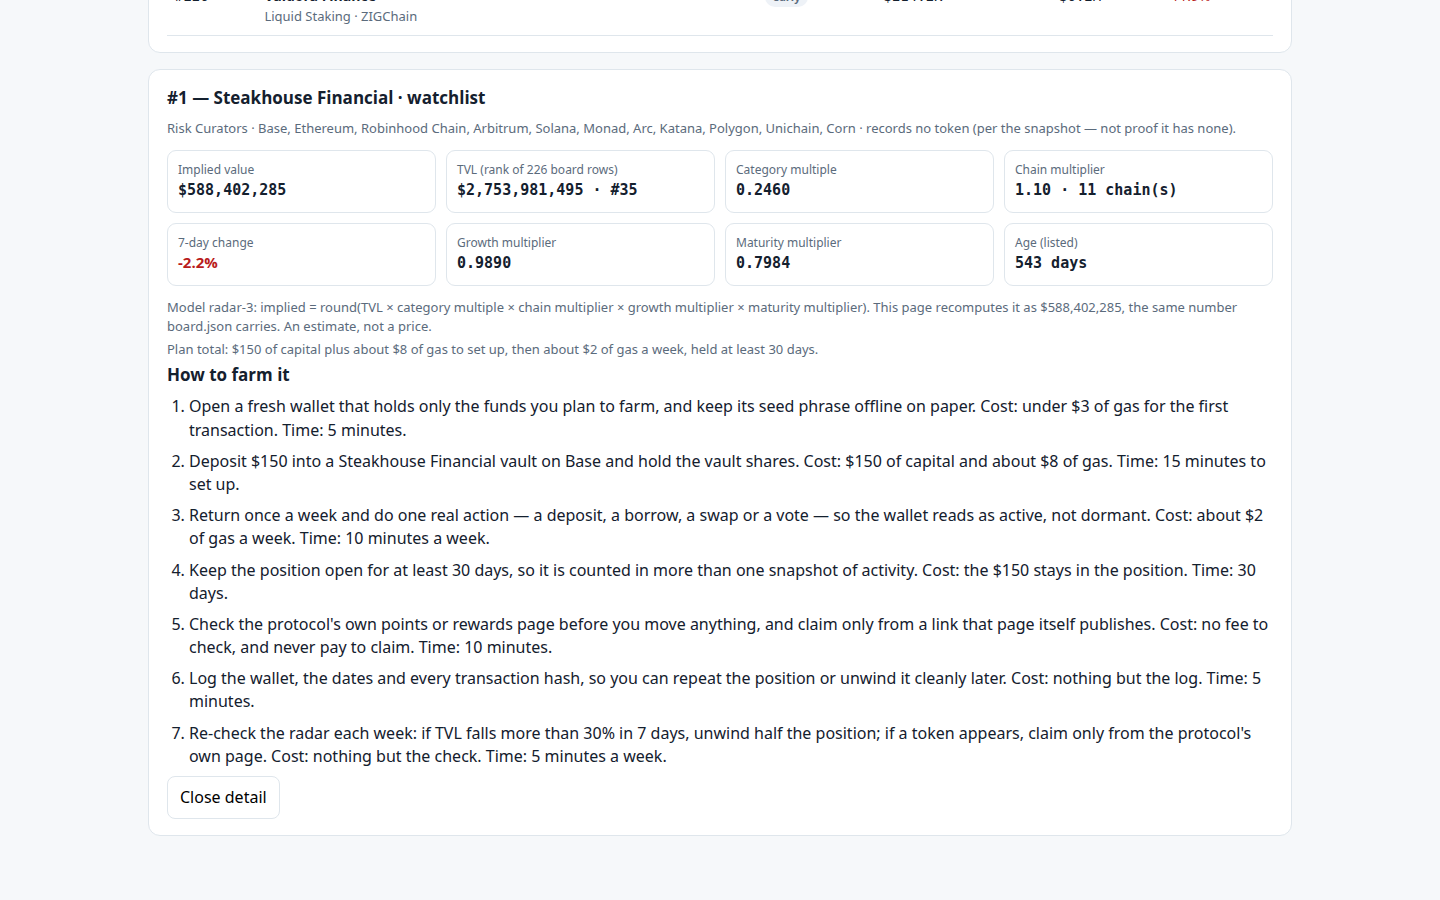 Liquid Staking · ZIGChain
#1 — Steakhouse Financial · watchlist
Risk Curators · Base, Ethereum, Robinhood Chain, Arbitrum, Solana, Monad, Arc, Katana, Polygon, Unichain, Corn · records no token (per the snapshot — not proof it has none).
Implied value
$588,402,285
TVL (rank of 226 board rows)
$2,753,981,495 · #35
Category multiple
0.2460
Chain multiplier
1.10 · 11 chain(s)
7-day change
-2.2%
Growth multiplier
0.9890
Maturity multiplier
0.7984
Age (listed)
543 days
Model radar-3: implied = round(TVL × category multiple × chain multiplier × growth multiplier × maturity multiplier). This page recomputes it as $588,402,285, the same number
board.json carries. An estimate, not a price.
Plan total: $150 of capital plus about $8 of gas to set up, then about $2 of gas a week, held at least 30 days.
How to farm it
1. Open a fresh wallet that holds only the funds you plan to farm, and keep its seed phrase offline on paper. Cost: under $3 of gas for the first
transaction. Time: 5 minutes.
2. Deposit $150 into a Steakhouse Financial vault on Base and hold the vault shares. Cost: $150 of capital and about $8 of gas. Time: 15 minutes to
set up.
3. Return once a week and do one real action — a deposit, a borrow, a swap or a vote — so the wallet reads as active, not dormant. Cost: about $2
of gas a week. Time: 10 minutes a week.
4. Keep the position open for at least 30 days, so it is counted in more than one snapshot of activity. Cost: the $150 stays in the position. Time: 30
days.
5. Check the protocol's own points or rewards page before you move anything, and claim only from a link that page itself publishes. Cost: no fee to
check, and never pay to claim. Time: 10 minutes.
6. Log the wallet, the dates and every transaction hash, so you can repeat the position or unwind it cleanly later. Cost: nothing but the log. Time: 5
minutes.
7. Re-check the radar each week: if TVL falls more than 30% in 7 days, unwind half the position; if a token appears, claim only from the protocol's
own page. Cost: nothing but the check. Time: 5 minutes a week.
Close detail